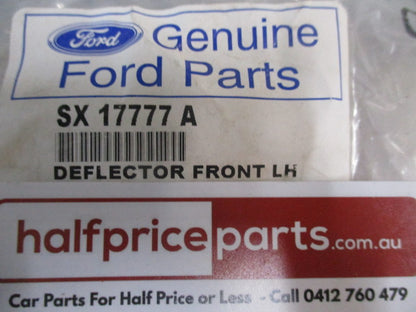 Ford Genuine
Ford Parts
SX 17777 A
DEFLECTOR FRONT LH
halfpriceparts.com.au
Car Parts For Half Price or Less - Call 0412 760 479